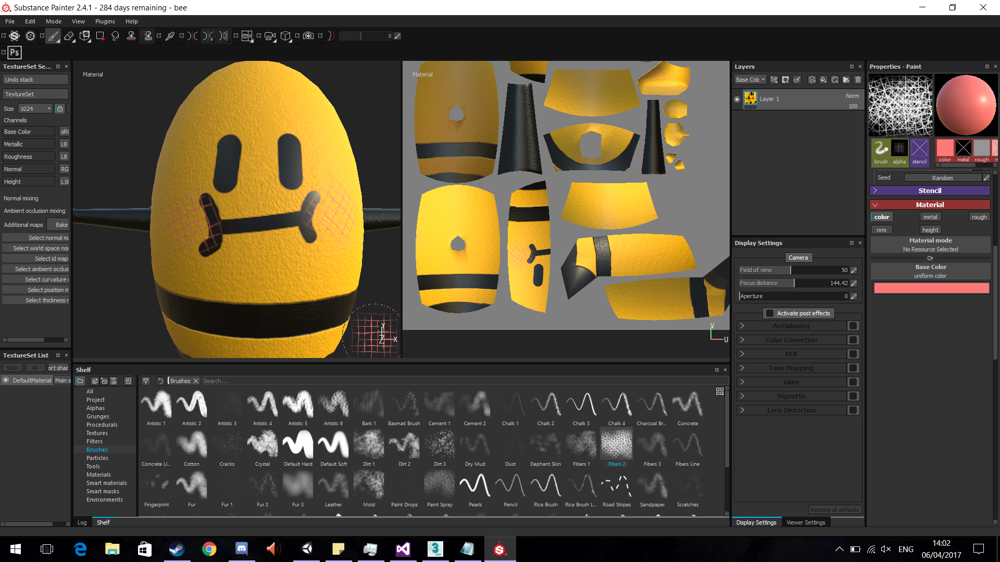 Substance Painter 2.4.1 - 284 days remaining - bee
File Edit Mode View Plugins Help
8
Ps
TextureSet Se...
Undo stack
TextureSet
Size 1024
Channels
Base Color sR
Metallic L8
Roughness L8
Normal RG
Height L16
Normal mixing
Ambient occlusion mixing
Additional maps Bake
Select normal m
Select world space nor
Select id map
Select ambient occlus
Select curvature
Select position m
Select thickness
TextureSet List
Solo All ort shad
DefaultMaterial Main s
Material
Y
Z X
Material
V
U
Shelf
Brushes Search...
All
Project
Alphas
Grunges
Procedurals
Textures
Filters
Brushes
Particles
Tools
Materials
Smart materials
Smart masks
Environments
Artistic 1 Artistic 2 Artistic 3 Artistic 4 Artistic 5 Artistic 6 Bark 1 Basmati Brush Cement 1 Cement 2 Chalk 1 Chalk 2 Chalk 3 Chalk 4 Charcoal Br... Concrete
Concrete Li... Cotton Cracks Crystal Default Hard Default Soft Dirt 1 Dirt 2 Dirt 3 Dry Mud Dust Elephant Skin Fibers 1 Fibers 2 Fibers 3 Fibers Line
Fingerprint Fur Fur 1 Fur 2 Fur 3 Leather Mold Paint Drops Paint Spray Pearls Pencil Rice Brush Rice Brush L... Road Stripes Sandpaper Scratches
Log Shelf
Layers
Base Colc
Layer 1 Norm
100
Display Settings
Camera
Field of view 50
Focus distance 144.42
Aperture 0
Activate post effects
Antialiasing
Color Correction
DOF
Tone Mapping
Glare
Vignette
Lens Distortion
Restore all defaults
Display Settings Viewer Settings
Properties - Paint
brush alpha stencil color metal rough n
Seed Random
Stencil
Material
color metal rough
nrm height
Material mode
No Resource Selected
Or
Base Color
uniform color
3
MAX
ENG
14:02
06/04/2017